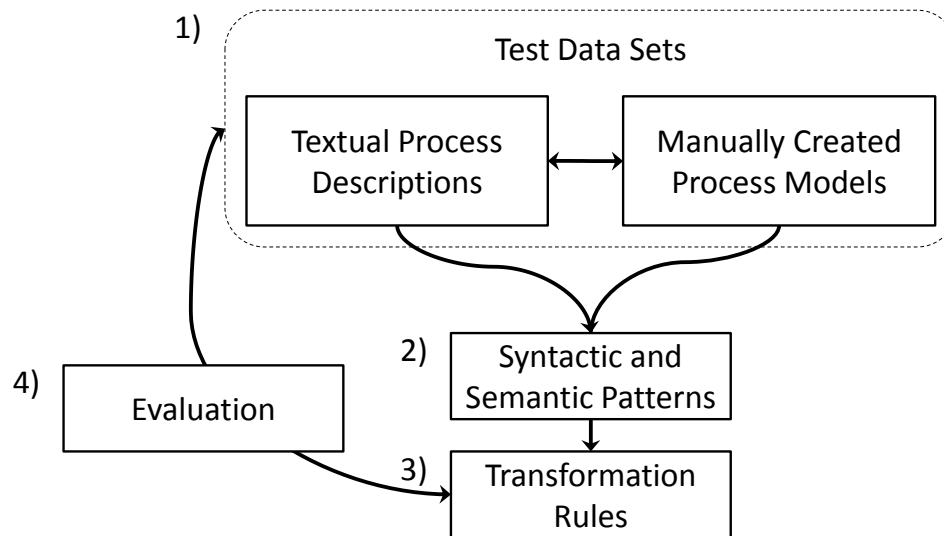 1)
Test Data Sets
Textual Process
Descriptions
Manually Created
Process Models
2)
Syntactic and
Semantic Patterns
4)
Evaluation
3)
Transformation
Rules